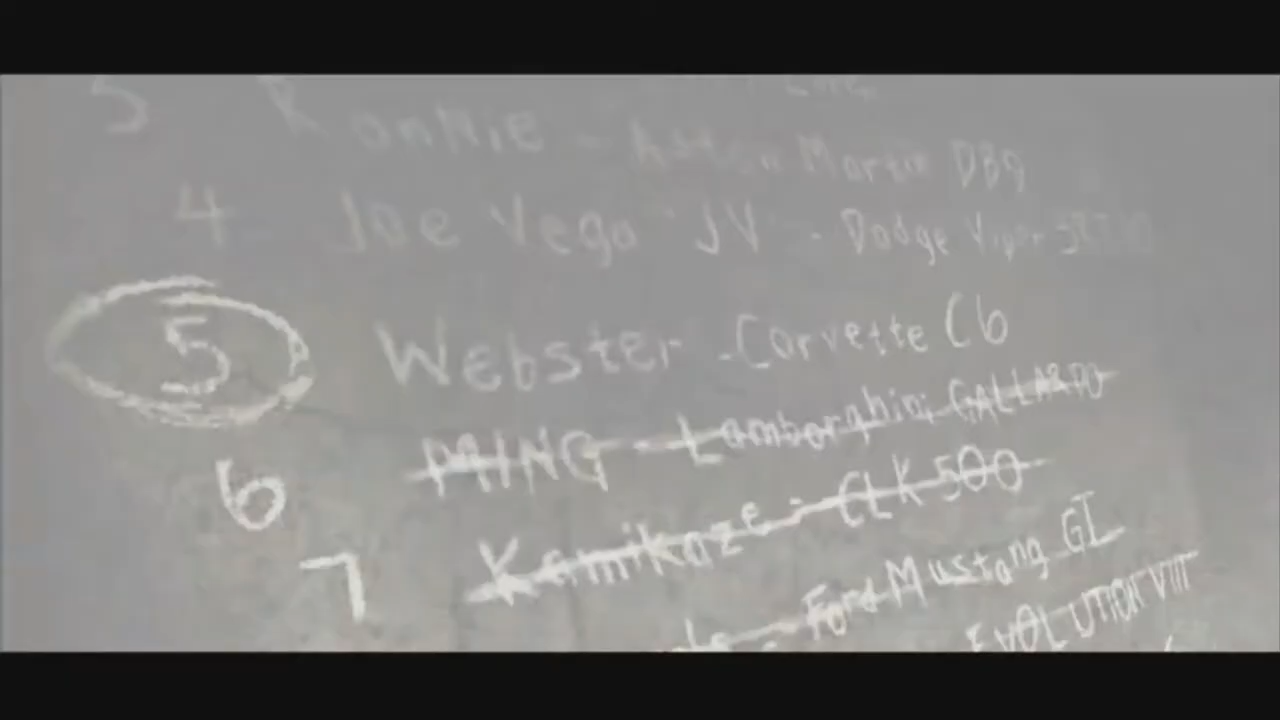 Ronnie - Aston Martin DB9
4 Joe Vega "JV" - Dodge Viper SRT10
5 Webster - Corvette C6
6 MING - Lamborghini GALLARDO
7 Kamikaze - CLK 500
- Ford Mustang GT
EVOLUTION VIII